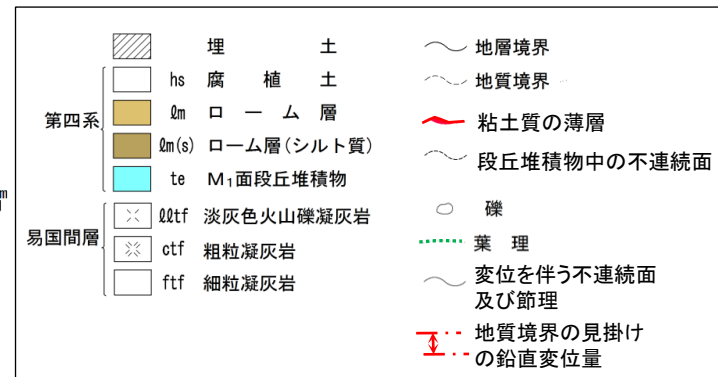 埋 土
第四系
hs 腐 植 土
ℓm ロ ー ム 層
ℓm(s) ローム層(シルト質)
te M₁面段丘堆積物
易国間層
ℓℓtf 淡灰色火山礫凝灰岩
ctf 粗粒凝灰岩
ftf 細粒凝灰岩
地層境界
地質境界
粘土質の薄層
段丘堆積物中の不連続面
礫
葉 理
変位を伴う不連続面
及び節理
地質境界の見掛け
の鉛直変位量
m